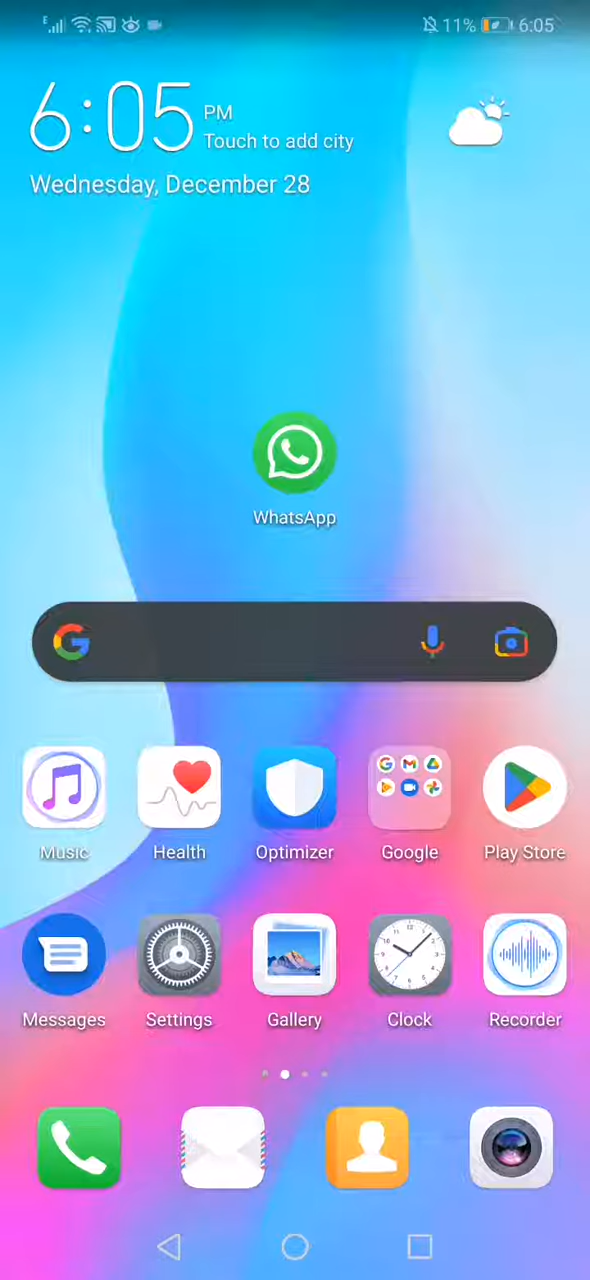 E 11% 6:05
6:05 PM
Touch to add city
Wednesday, December 28
WhatsApp
Music Health Optimizer Google Play Store
Messages Settings Gallery Clock Recorder